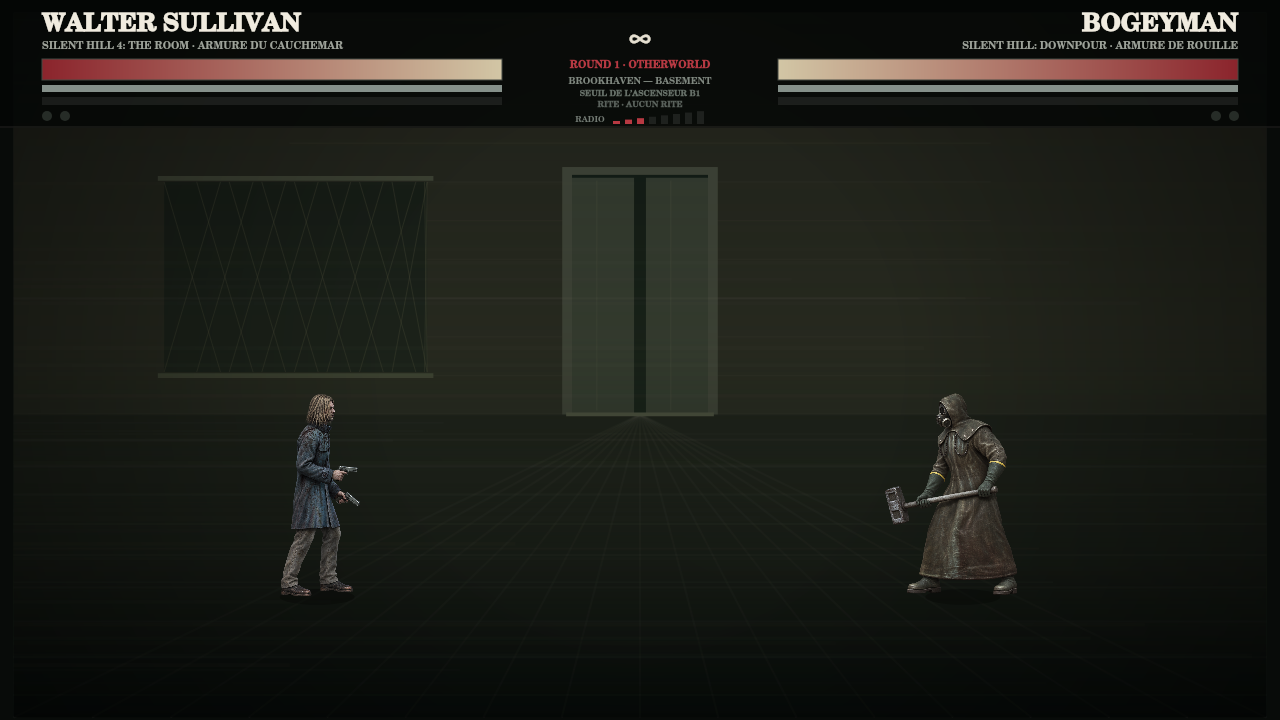 WALTER SULLIVAN
SILENT HILL 4: THE ROOM · ARMURE DU CAUCHEMAR
∞
ROUND 1 · OTHERWORLD
BROOKHAVEN — BASEMENT
SEUIL DE L'ASCENSEUR B1
RITE · AUCUN RITE
RADIO
BOGEYMAN
SILENT HILL: DOWNPOUR · ARMURE DE ROUILLE